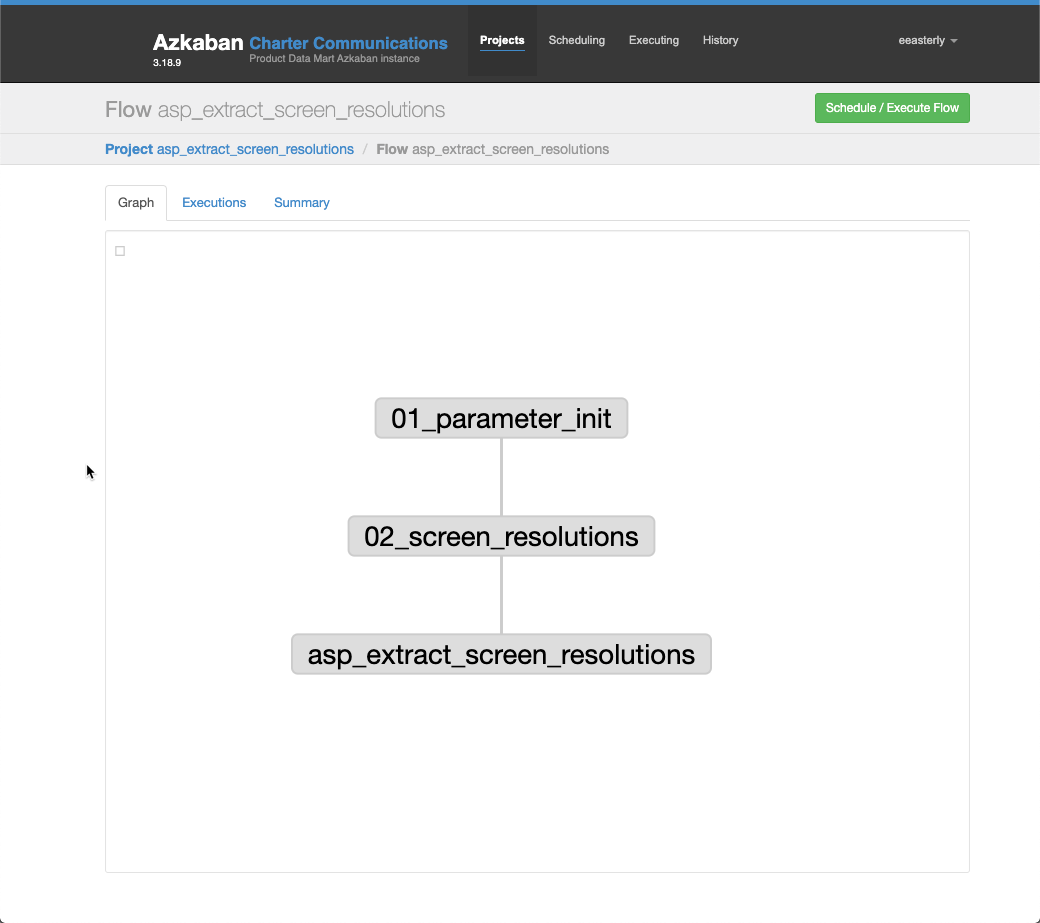 Azkaban Charter Communications
3.18.9 Product Data Mart Azkaban instance
Projects Scheduling Executing History eeasterly
Flow asp_extract_screen_resolutions
Schedule / Execute Flow
Project asp_extract_screen_resolutions / Flow asp_extract_screen_resolutions
Graph Executions Summary
01_parameter_init
02_screen_resolutions
asp_extract_screen_resolutions